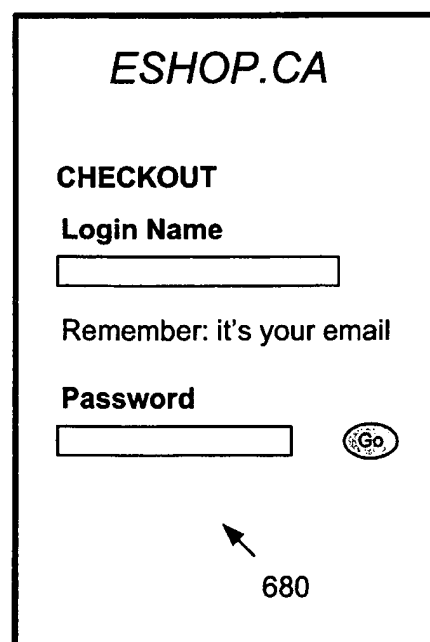 ESHOP.CA
CHECKOUT
Login Name
Remember: it's your email
Password
Go
680